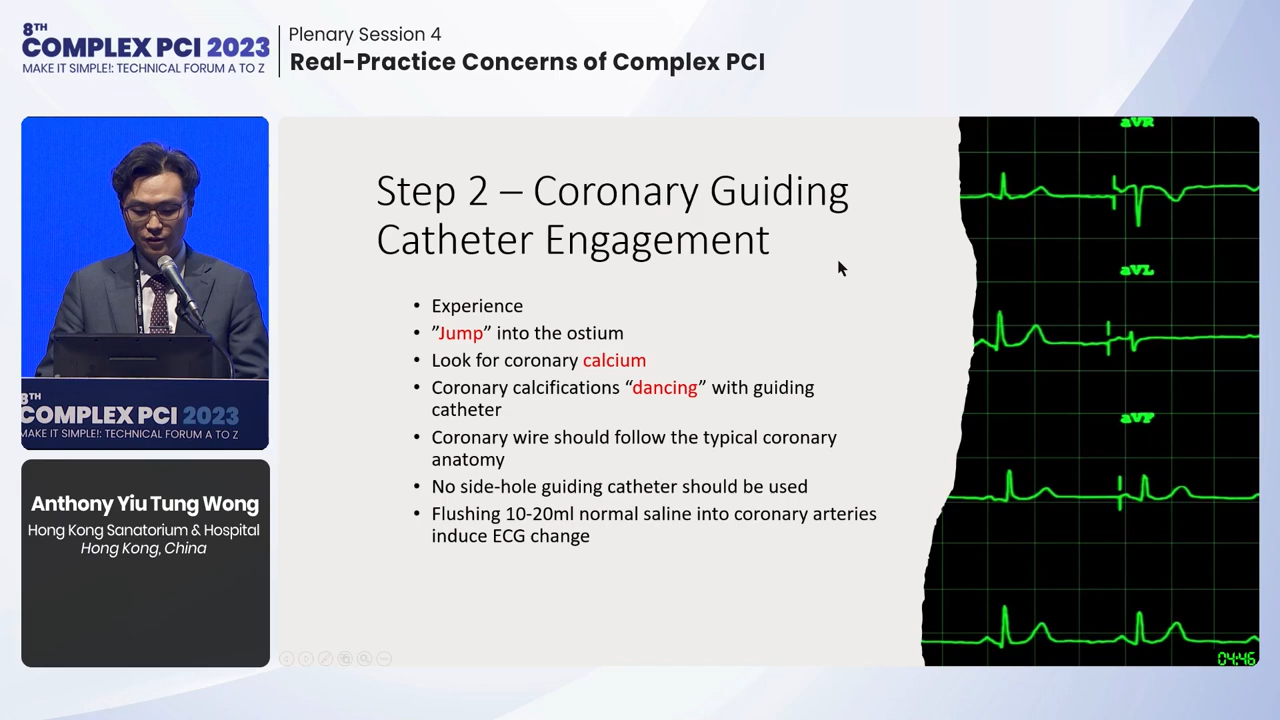 8TH
COMPLEX PCI 2023
MAKE IT SIMPLE!: TECHNICAL FORUM A TO Z
Plenary Session 4
Real-Practice Concerns of Complex PCI
8TH
COMPLEX PCI 2023
MAKE IT SIMPLE!: TECHNICAL FORUM A TO Z
Anthony Yiu Tung Wong
Hong Kong Sanatorium & Hospital
Hong Kong, China
Step 2 – Coronary Guiding
Catheter Engagement
• Experience
• ”Jump” into the ostium
• Look for coronary calcium
• Coronary calcifications “dancing” with guiding
catheter
• Coronary wire should follow the typical coronary
anatomy
• No side-hole guiding catheter should be used
• Flushing 10-20ml normal saline into coronary arteries
induce ECG change
aVR
aVL
aVF
04:46